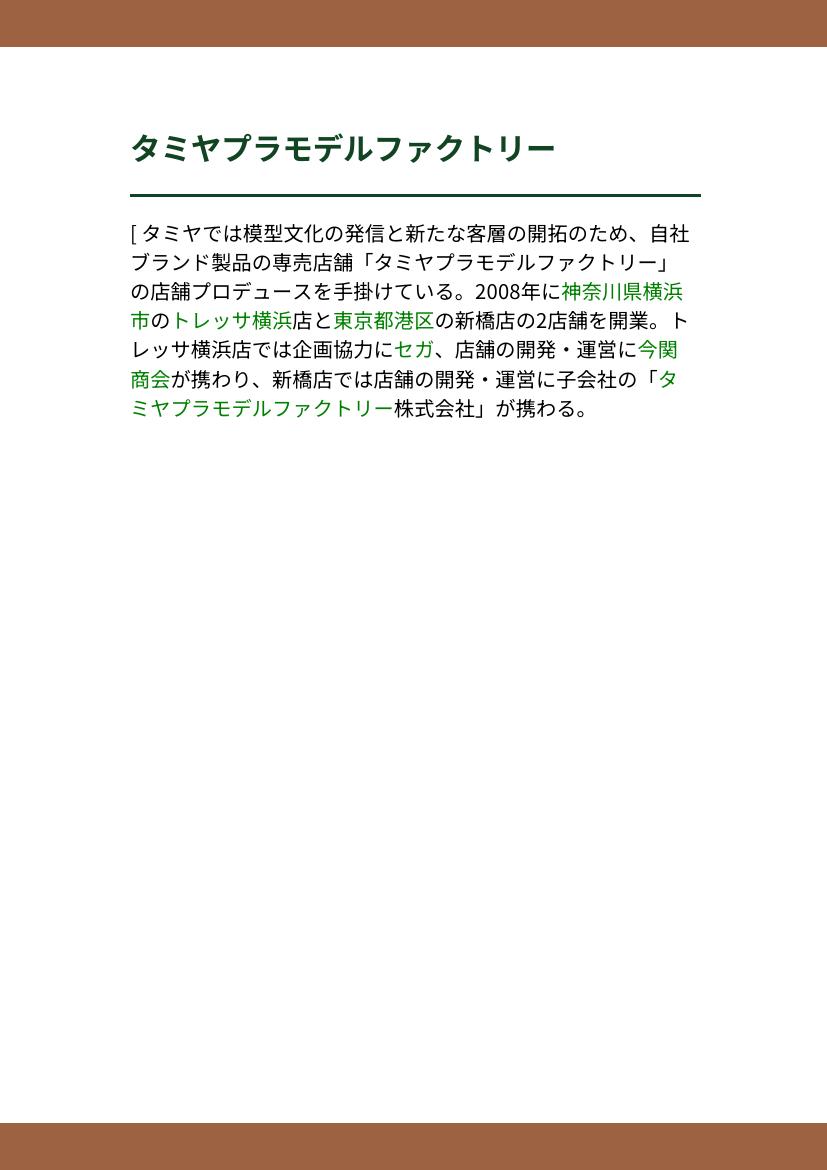 タミヤプラモデルファクトリー
[ タミヤでは模型文化の発信と新たな客層の開拓のため、自社
ブランド製品の専売店舗「タミヤプラモデルファクトリー」
の店舗プロデュースを手掛けている。2008年に神奈川県横浜
市のトレッサ横浜店と東京都港区の新橋店の2店舗を開業。ト
レッサ横浜店では企画協力にセガ、店舗の開発・運営に今関
商会が携わり、新橋店では店舗の開発・運営に子会社の「タ
ミヤプラモデルファクトリー株式会社」が携わる。